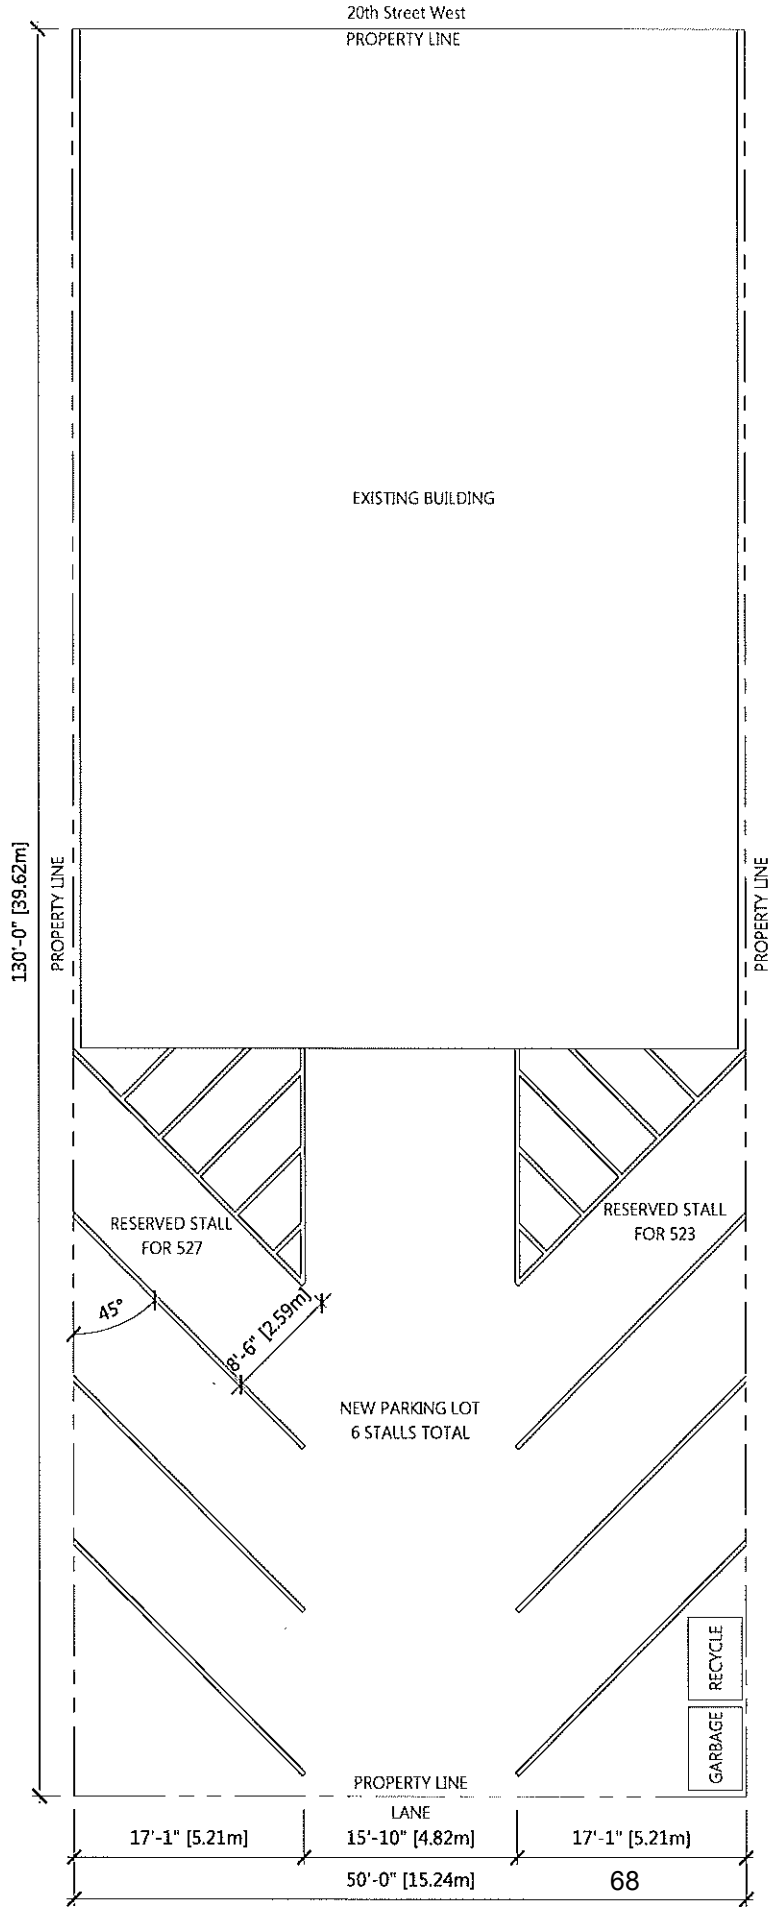 20th Street West
PROPERTY LINE
EXISTING BUILDING
130'-0" [39.62m]
PROPERTY LINE
PROPERTY LINE
RESERVED STALL
FOR 527
RESERVED STALL
FOR 523
45°
8'-6" [2.59m]
NEW PARKING LOT
6 STALLS TOTAL
RECYCLE
GARBAGE
PROPERTY LINE
LANE
17'-1" [5.21m]
15'-10" [4.82m]
17'-1" [5.21m]
50'-0" [15.24m]
68